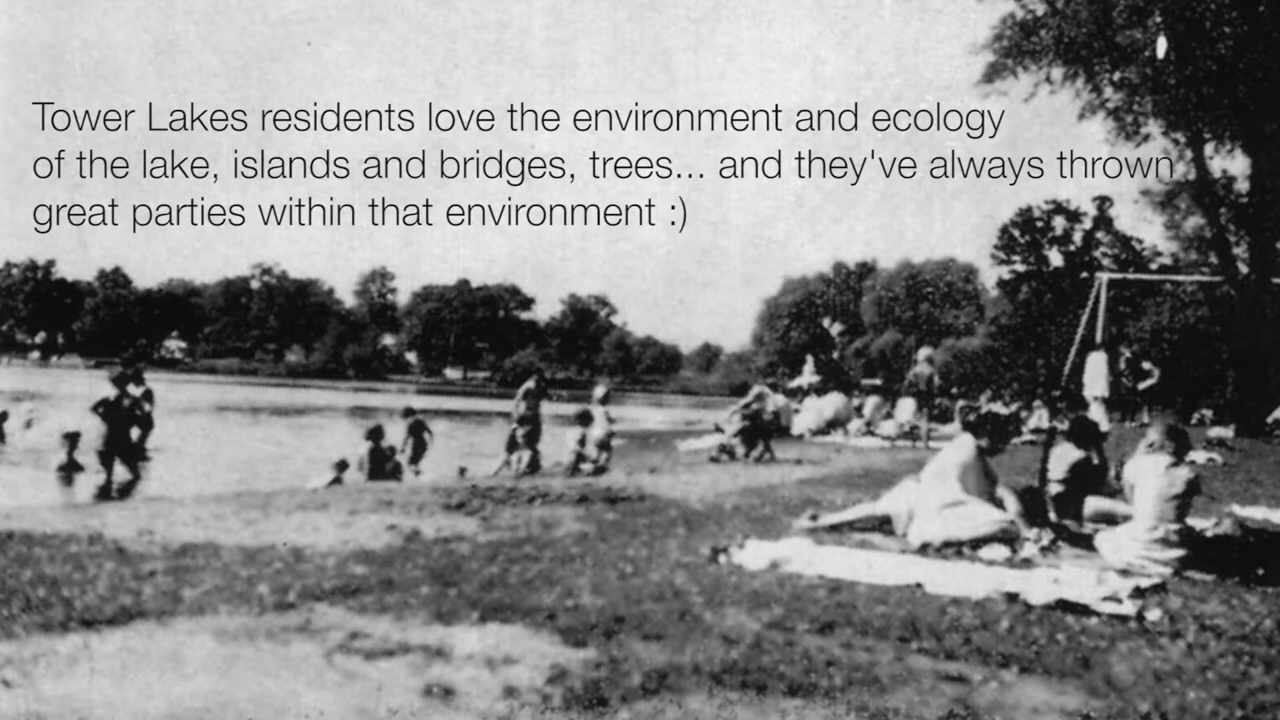 Tower Lakes residents love the environment and ecology
of the lake, islands and bridges, trees... and they've always thrown
great parties within that environment :)